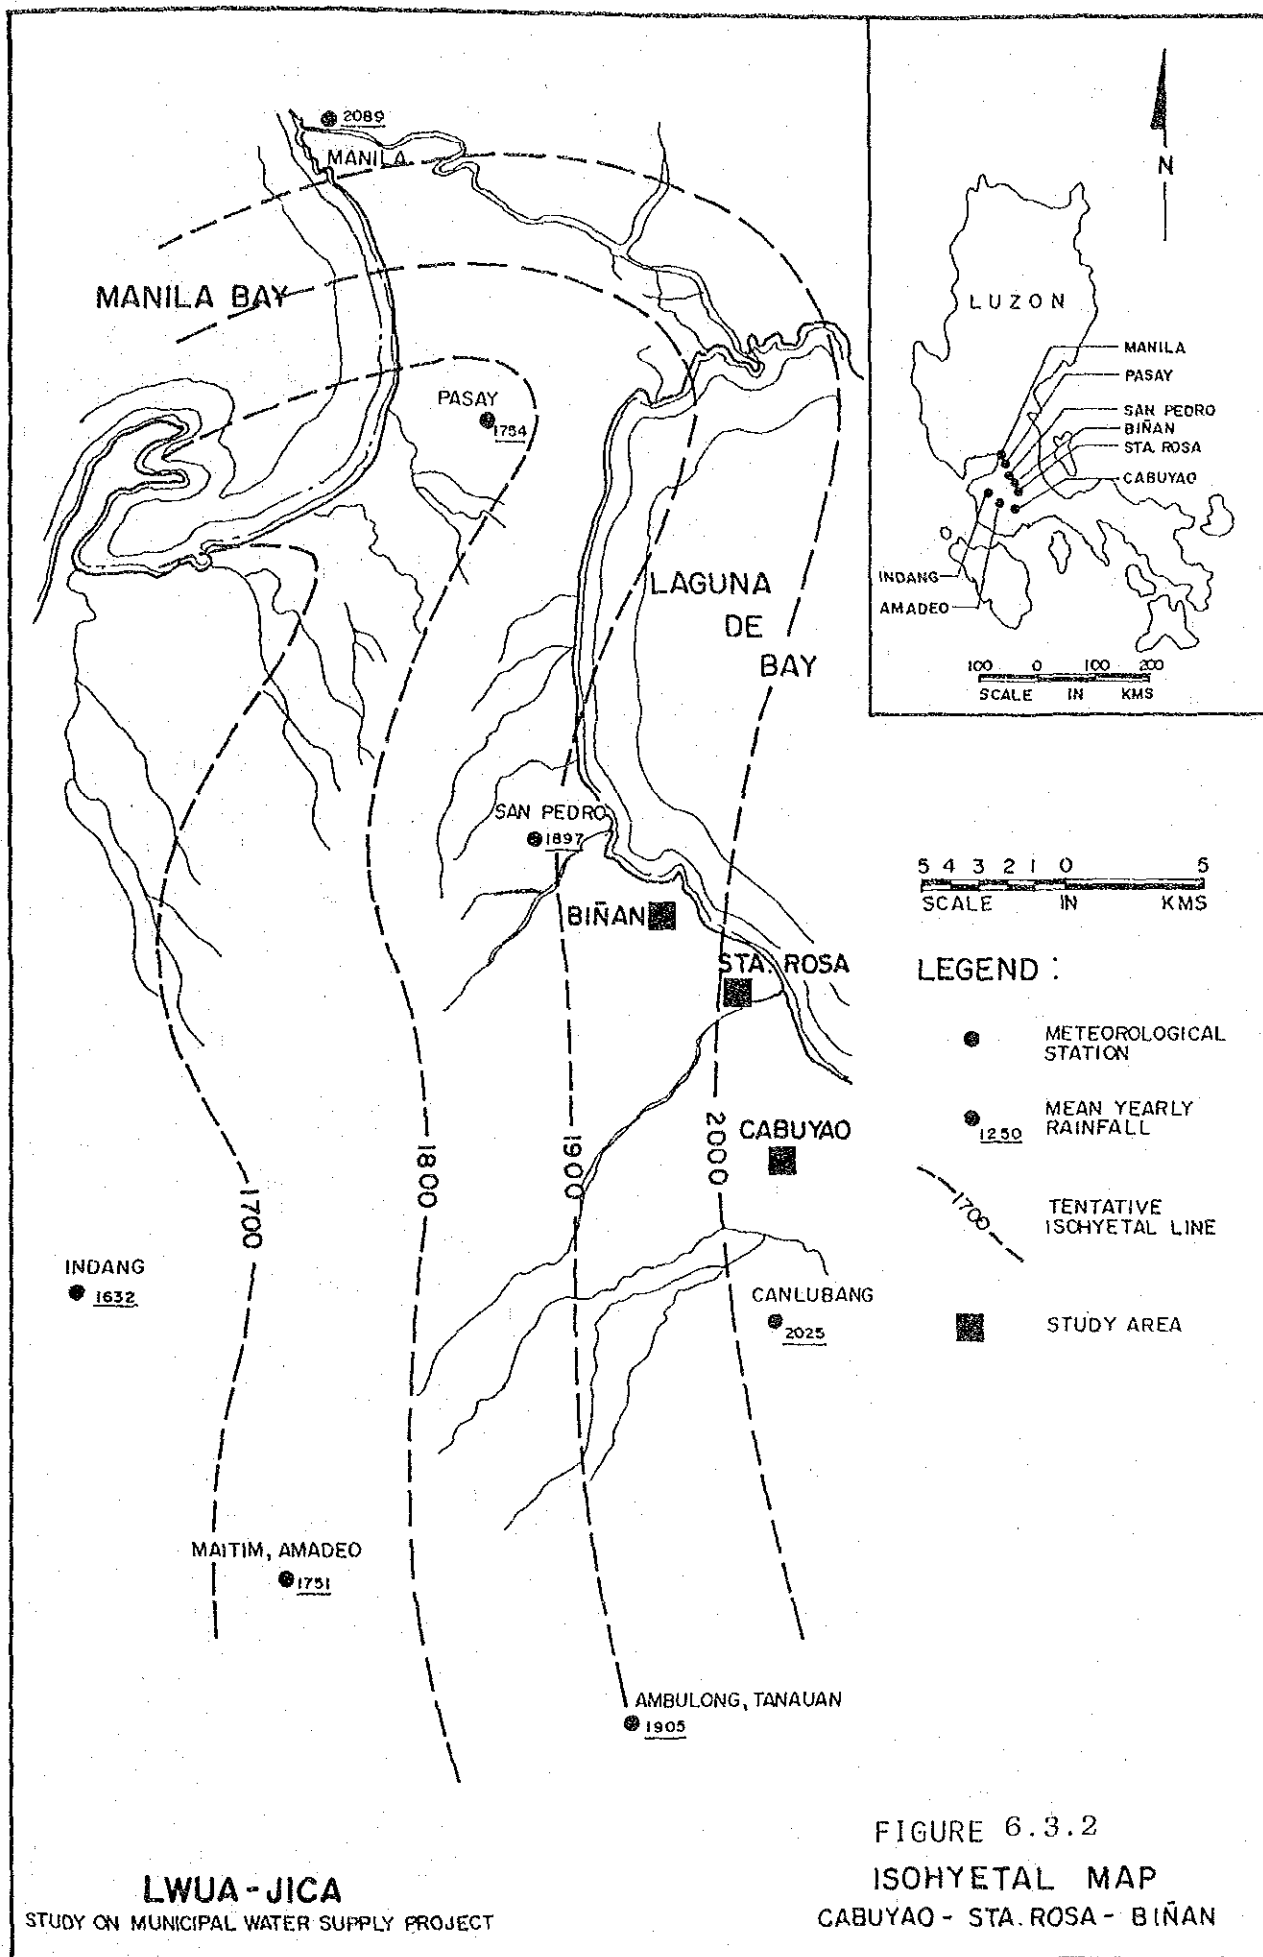 2089
MANILA
MANILA BAY
PASAY
1754
LAGUNA
DE
BAY
SAN PEDRO
1897
BIÑAN
STA. ROSA
CABUYAO
1700
1800
1900
2000
INDANG
1632
CANLUBANG
2025
MAITIM, AMADEO
1751
AMBULONG, TANAUAN
1905
N
LUZON
MANILA
PASAY
SAN PEDRO
BIÑAN
STA. ROSA
CABUYAO
INDANG
AMADEO
100 0 100 200
SCALE IN KMS
5 4 3 2 1 0 5
SCALE IN KMS
LEGEND :
METEOROLOGICAL
STATION
1250
MEAN YEARLY
RAINFALL
1700
TENTATIVE
ISOHYETAL LINE
STUDY AREA
FIGURE 6.3.2
ISOHYETAL MAP
CABUYAO - STA. ROSA - BIÑAN
LWUA-JICA
STUDY ON MUNICIPAL WATER SUPPLY PROJECT